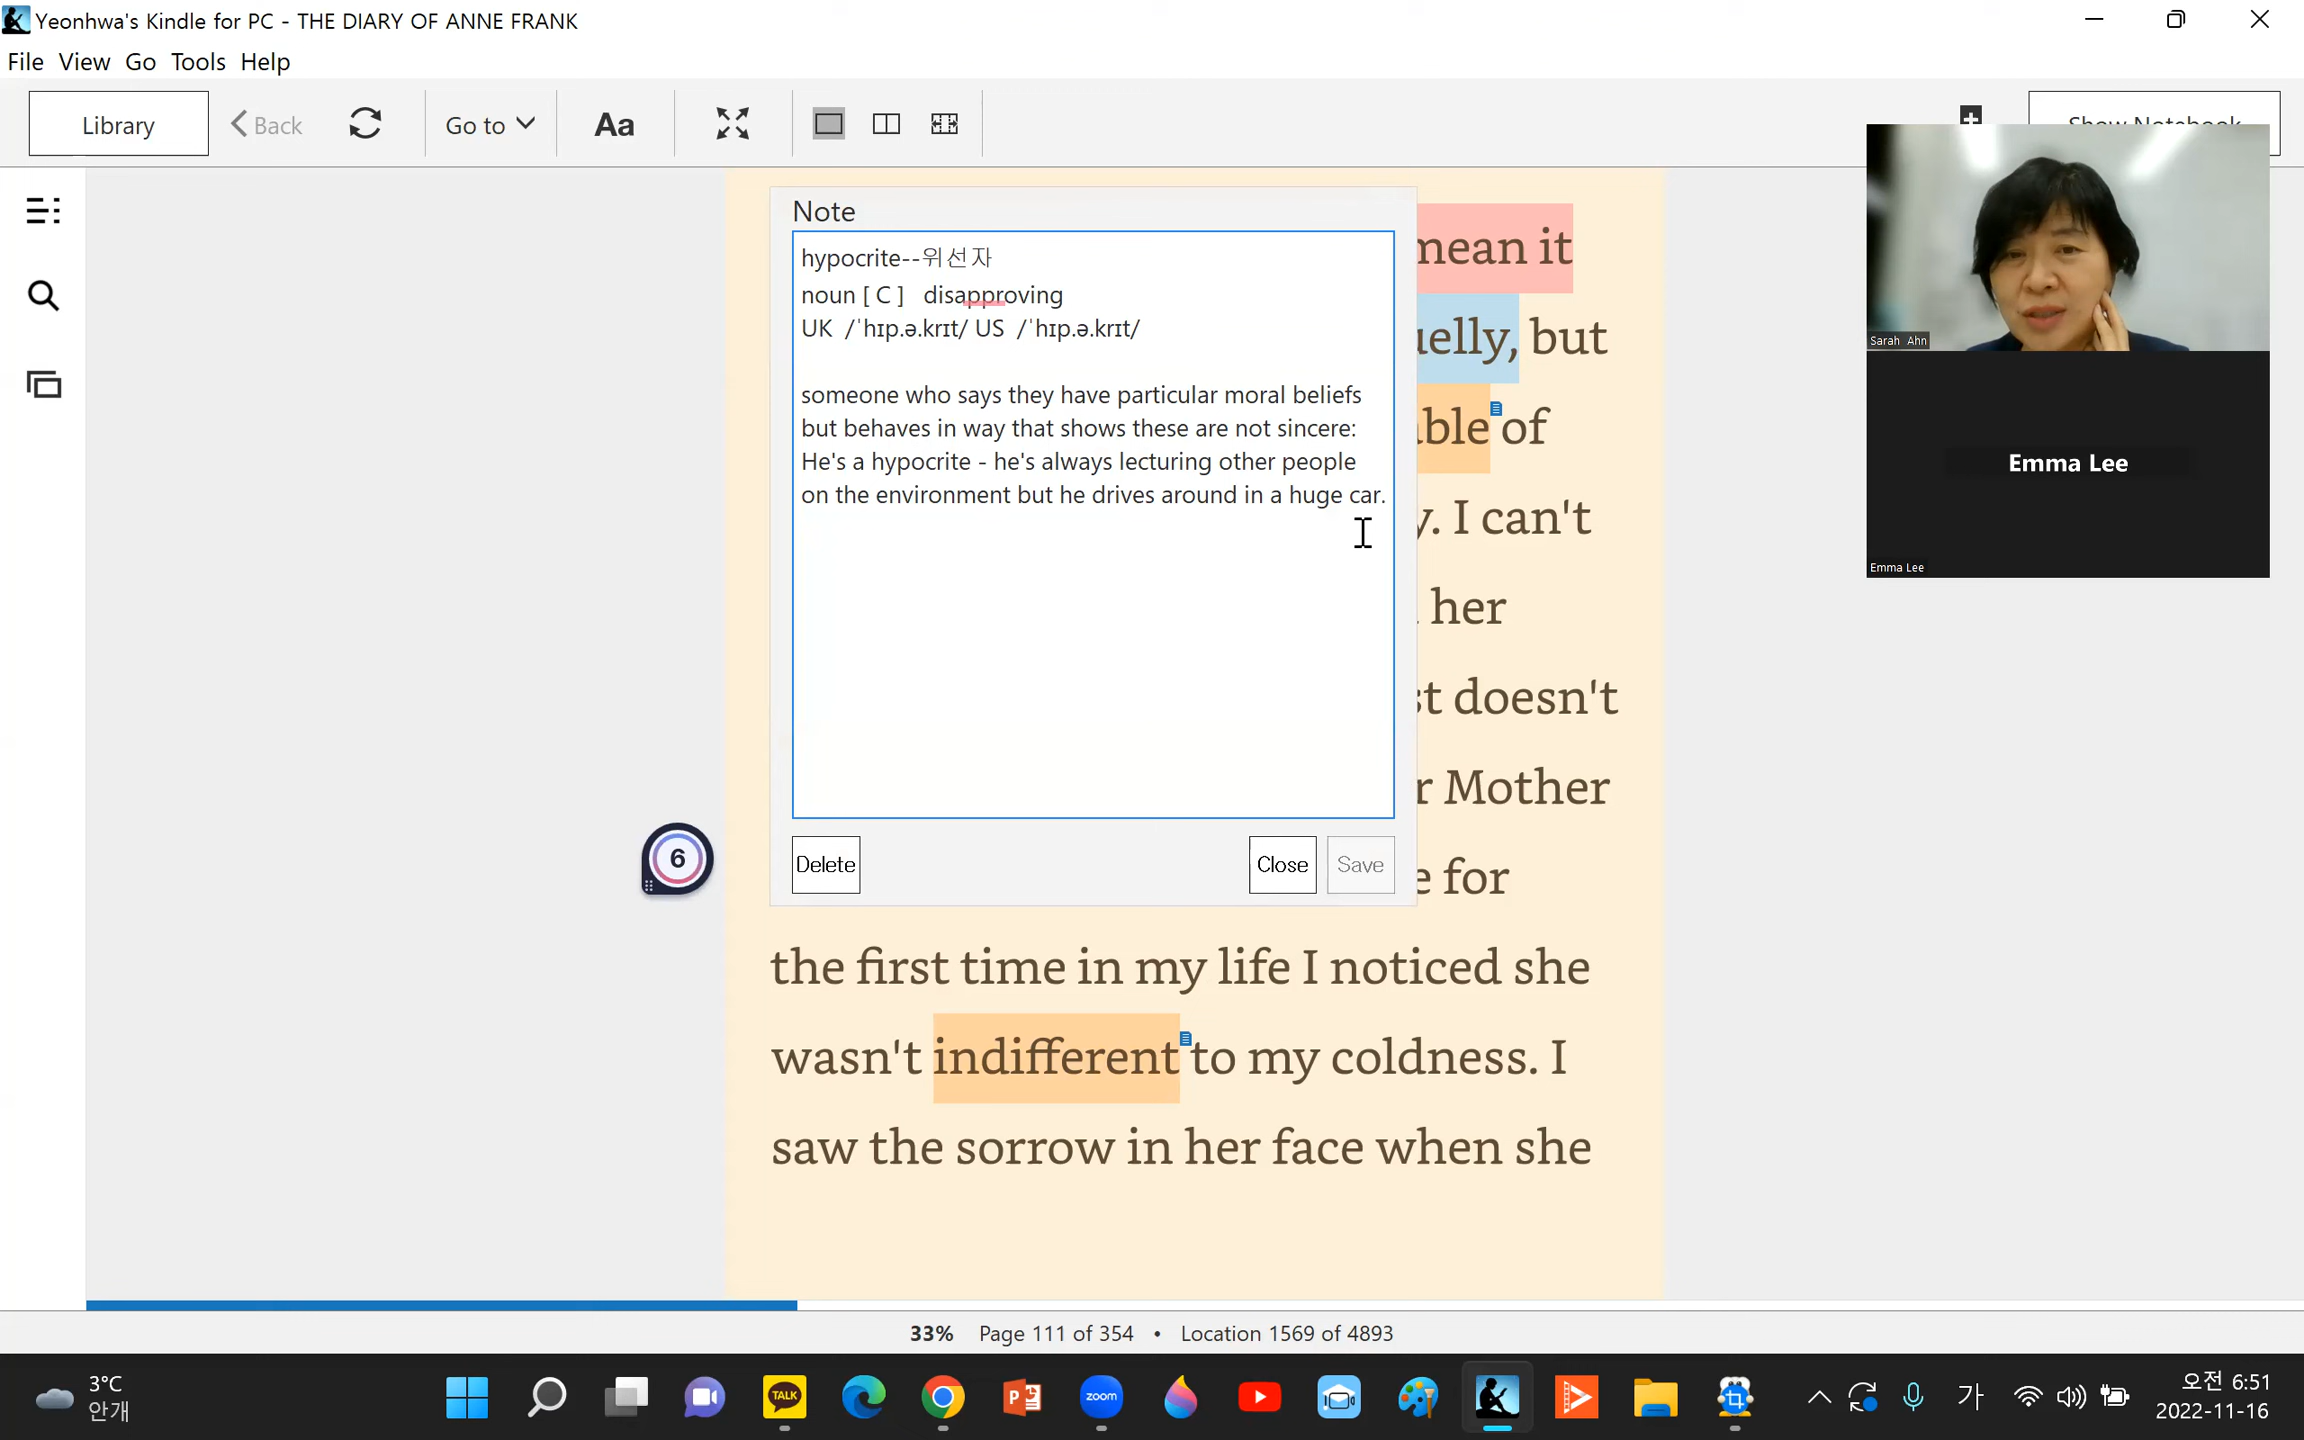 Yeonhwa's Kindle for PC - THE DIARY OF ANNE FRANK
File View Go Tools Help
Library
Back
Go to
Aa
Note
hypocrite--위선자
noun [ C ] disapproving
UK /ˈhɪp.ə.krɪt/ US /ˈhɪp.ə.krɪt/
someone who says they have particular moral beliefs
but behaves in way that shows these are not sincere:
He's a hypocrite - he's always lecturing other people
on the environment but he drives around in a huge car.
Delete
Close
Save
mean it
but
of
. I can't
her
doesn't
Mother
for
the first time in my life I noticed she
wasn't indifferent to my coldness. I
saw the sorrow in her face when she
6
Sarah Ahn
Emma Lee
Emma Lee
33% Page 111 of 354 • Location 1569 of 4893
3°C
안개
TALK
zoom
가
오전 6:51
2022-11-16